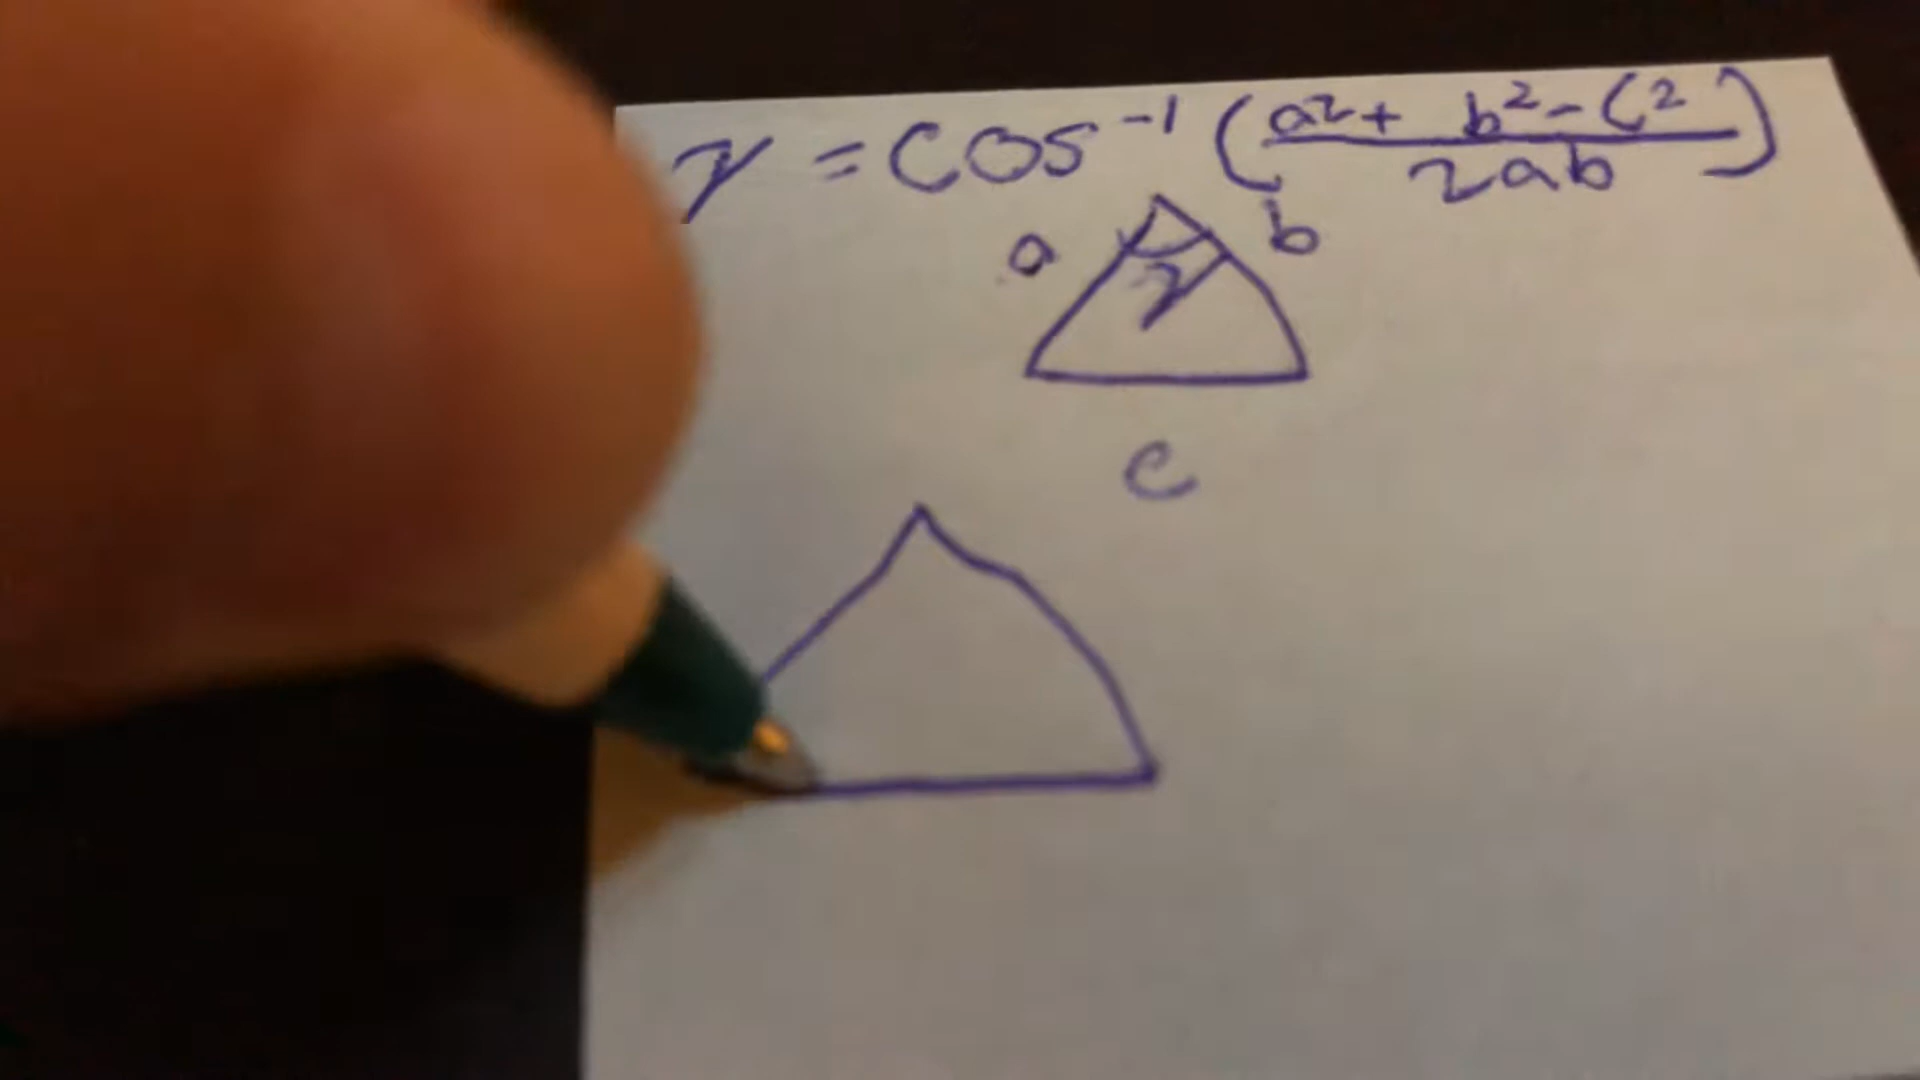 γ = cos⁻¹ (a² + b² - c² / 2ab)
a b
γ
c